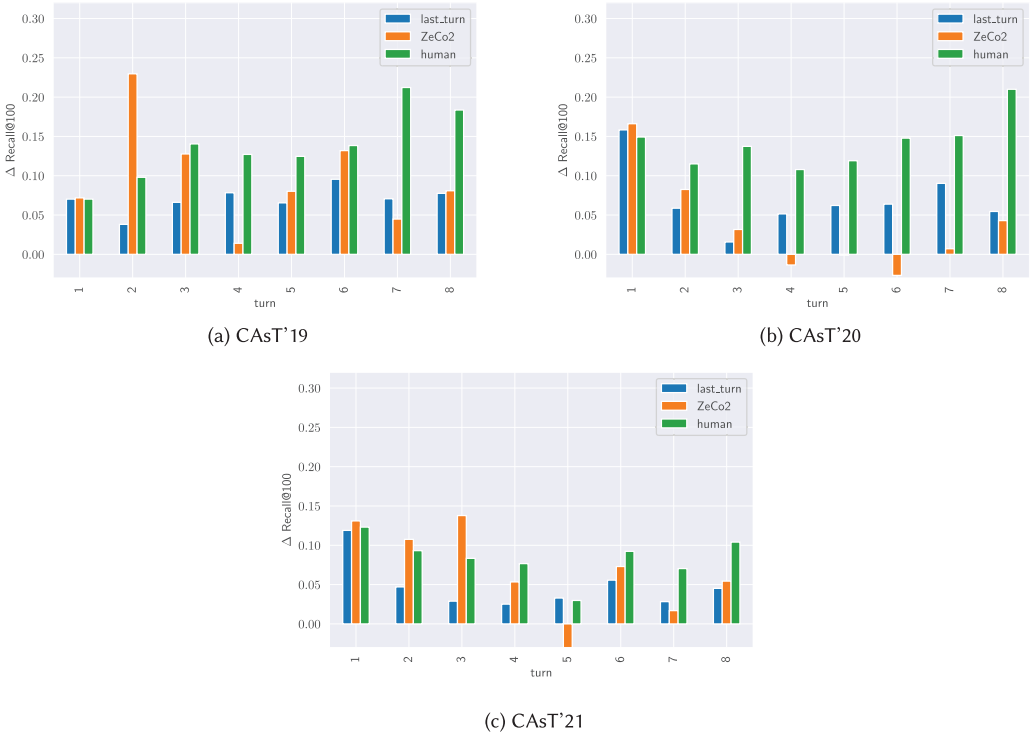 0.30
0.25
0.20
0.15
0.10
0.05
0.00
Δ Recall@100
last_turn
ZeCo2
human
1 2 3 4 5 6 7 8
turn
(a) CAsT’19
0.30
0.25
0.20
0.15
0.10
0.05
0.00
Δ Recall@100
last_turn
ZeCo2
human
1 2 3 4 5 6 7 8
turn
(b) CAsT’20
0.30
0.25
0.20
0.15
0.10
0.05
0.00
Δ Recall@100
last_turn
ZeCo2
human
1 2 3 4 5 6 7 8
turn
(c) CAsT’21